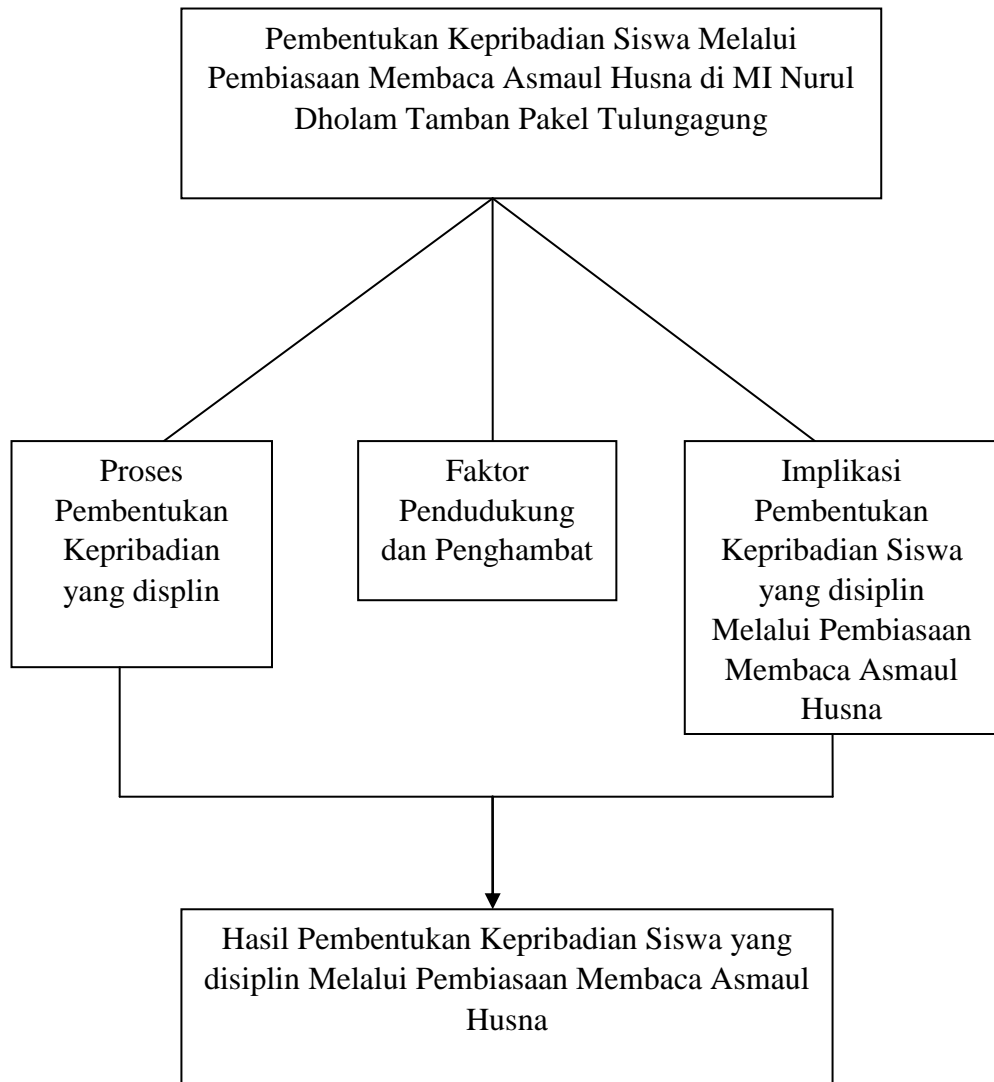 Pembentukan Kepribadian Siswa Melalui
Pembiasaan Membaca Asmaul Husna di MI Nurul
Dholam Tamban Pakel Tulungagung
Proses
Pembentukan
Kepribadian
yang displin
Faktor
Pendudukung
dan Penghambat
Implikasi
Pembentukan
Kepribadian Siswa
yang disiplin
Melalui Pembiasaan
Membaca Asmaul
Husna
Hasil Pembentukan Kepribadian Siswa yang
disiplin Melalui Pembiasaan Membaca Asmaul
Husna